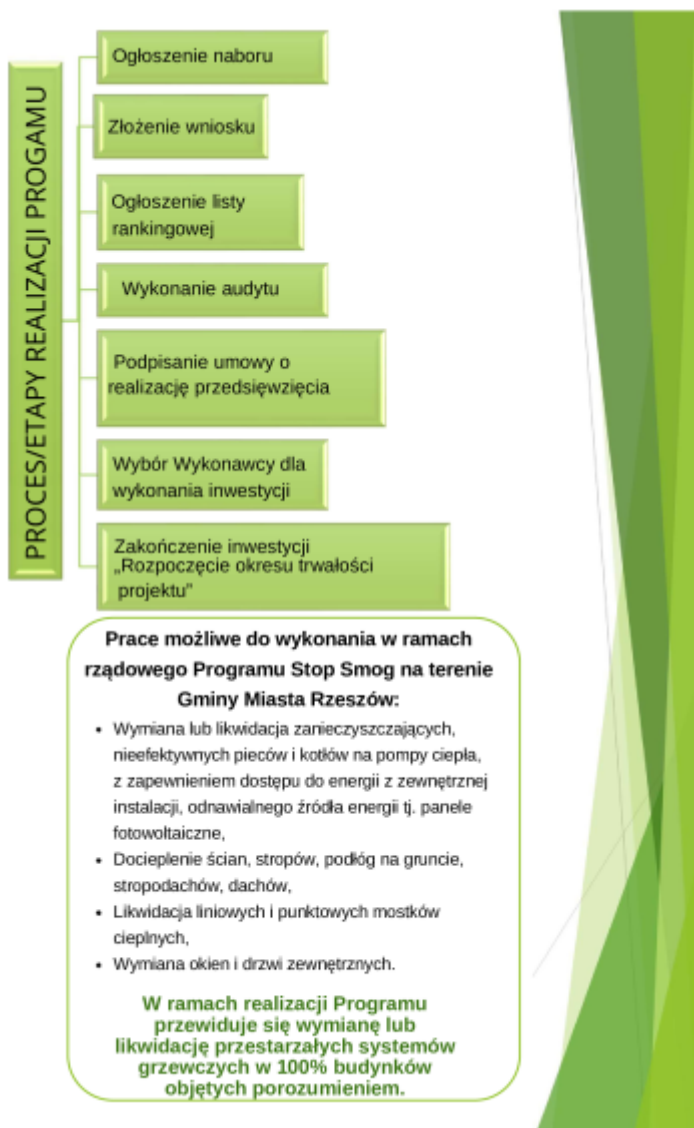 PROCES/ETAPY REALIZACJI PROGAMU
Ogłoszenie naboru
Złożenie wniosku
Ogłoszenie listy
rankingowej
Wykonanie audytu
Podpisanie umowy o
realizację przedsięwzięcia
Wybór Wykonawcy dla
wykonania inwestycji
Zakończenie inwestycji
„Rozpoczęcie okresu trwałości
projektu”
Prace możliwe do wykonania w ramach
rządowego Programu Stop Smog na terenie
Gminy Miasta Rzeszów:
• Wymiana lub likwidacja zanieczyszczających,
nieefektywnych pieców i kotłów na pompy ciepła,
z zapewnieniem dostępu do energii z zewnętrznej
instalacji, odnawialnego źródła energii tj. panele
fotowoltaiczne,
• Docieplenie ścian, stropów, podłóg na gruncie,
stropodachów, dachów,
• Likwidacja liniowych i punktowych mostków
cieplnych,
• Wymiana okien i drzwi zewnętrznych.
W ramach realizacji Programu
przewiduje się wymianę lub
likwidację przestarzałych systemów
grzewczych w 100% budynków
objętych porozumieniem.